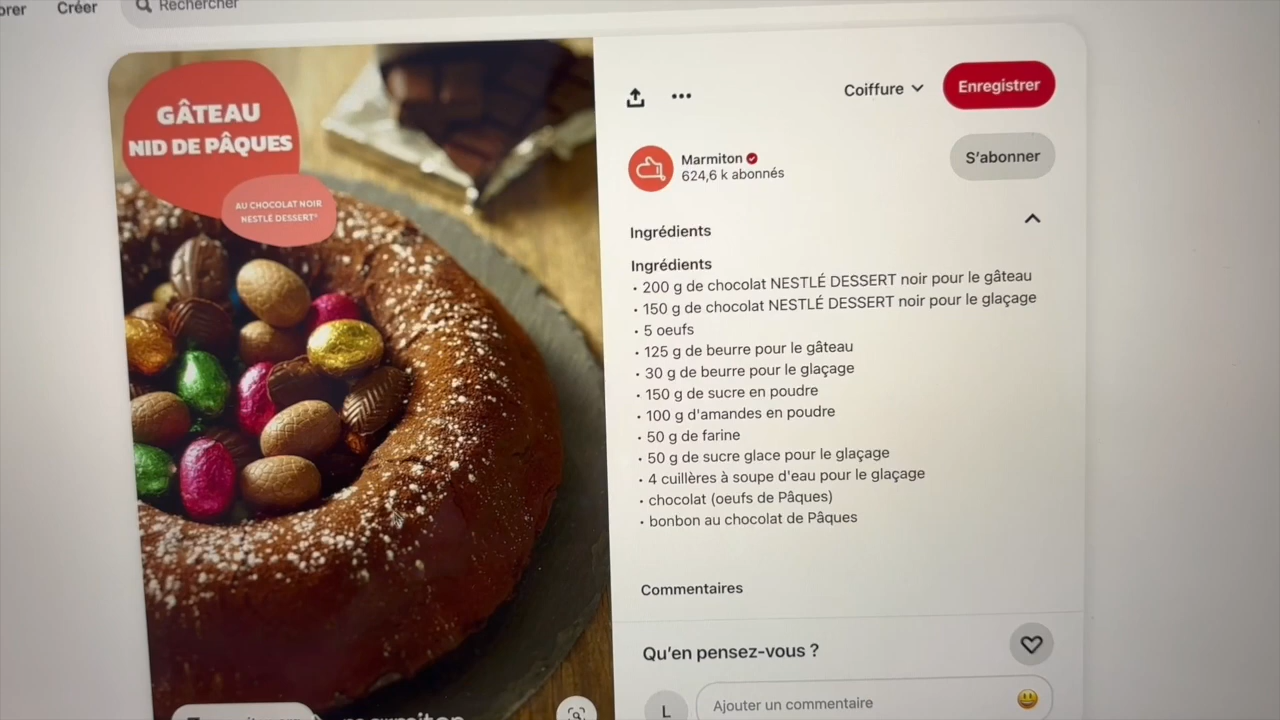 Créer
Rechercher
GÂTEAU
NID DE PÂQUES
AU CHOCOLAT NOIR
NESTLÉ DESSERT®
Coiffure
Enregistrer
Marmiton
624,6 k abonnés
S'abonner
Ingrédients
Ingrédients
• 200 g de chocolat NESTLÉ DESSERT noir pour le gâteau
• 150 g de chocolat NESTLÉ DESSERT noir pour le glaçage
• 5 oeufs
• 125 g de beurre pour le gâteau
• 30 g de beurre pour le glaçage
• 150 g de sucre en poudre
• 100 g d'amandes en poudre
• 50 g de farine
• 50 g de sucre glace pour le glaçage
• 4 cuillères à soupe d'eau pour le glaçage
• chocolat (oeufs de Pâques)
• bonbon au chocolat de Pâques
Commentaires
Qu'en pensez-vous ?
L
Ajouter un commentaire